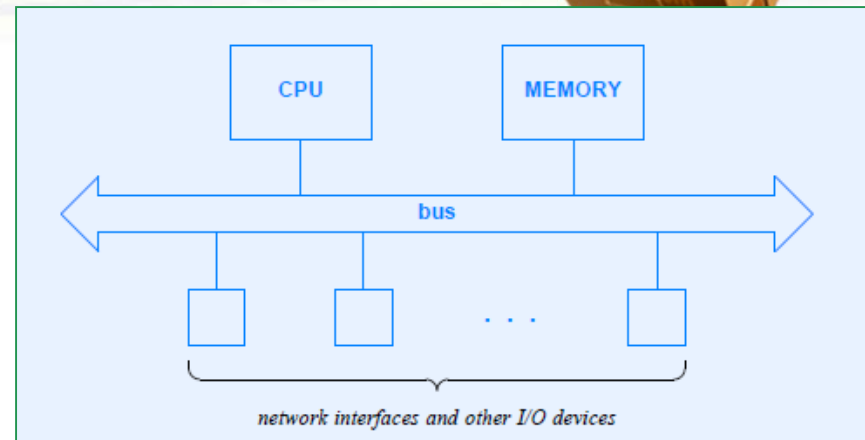 CPU
MEMORY
bus
. . .
network interfaces and other I/O devices